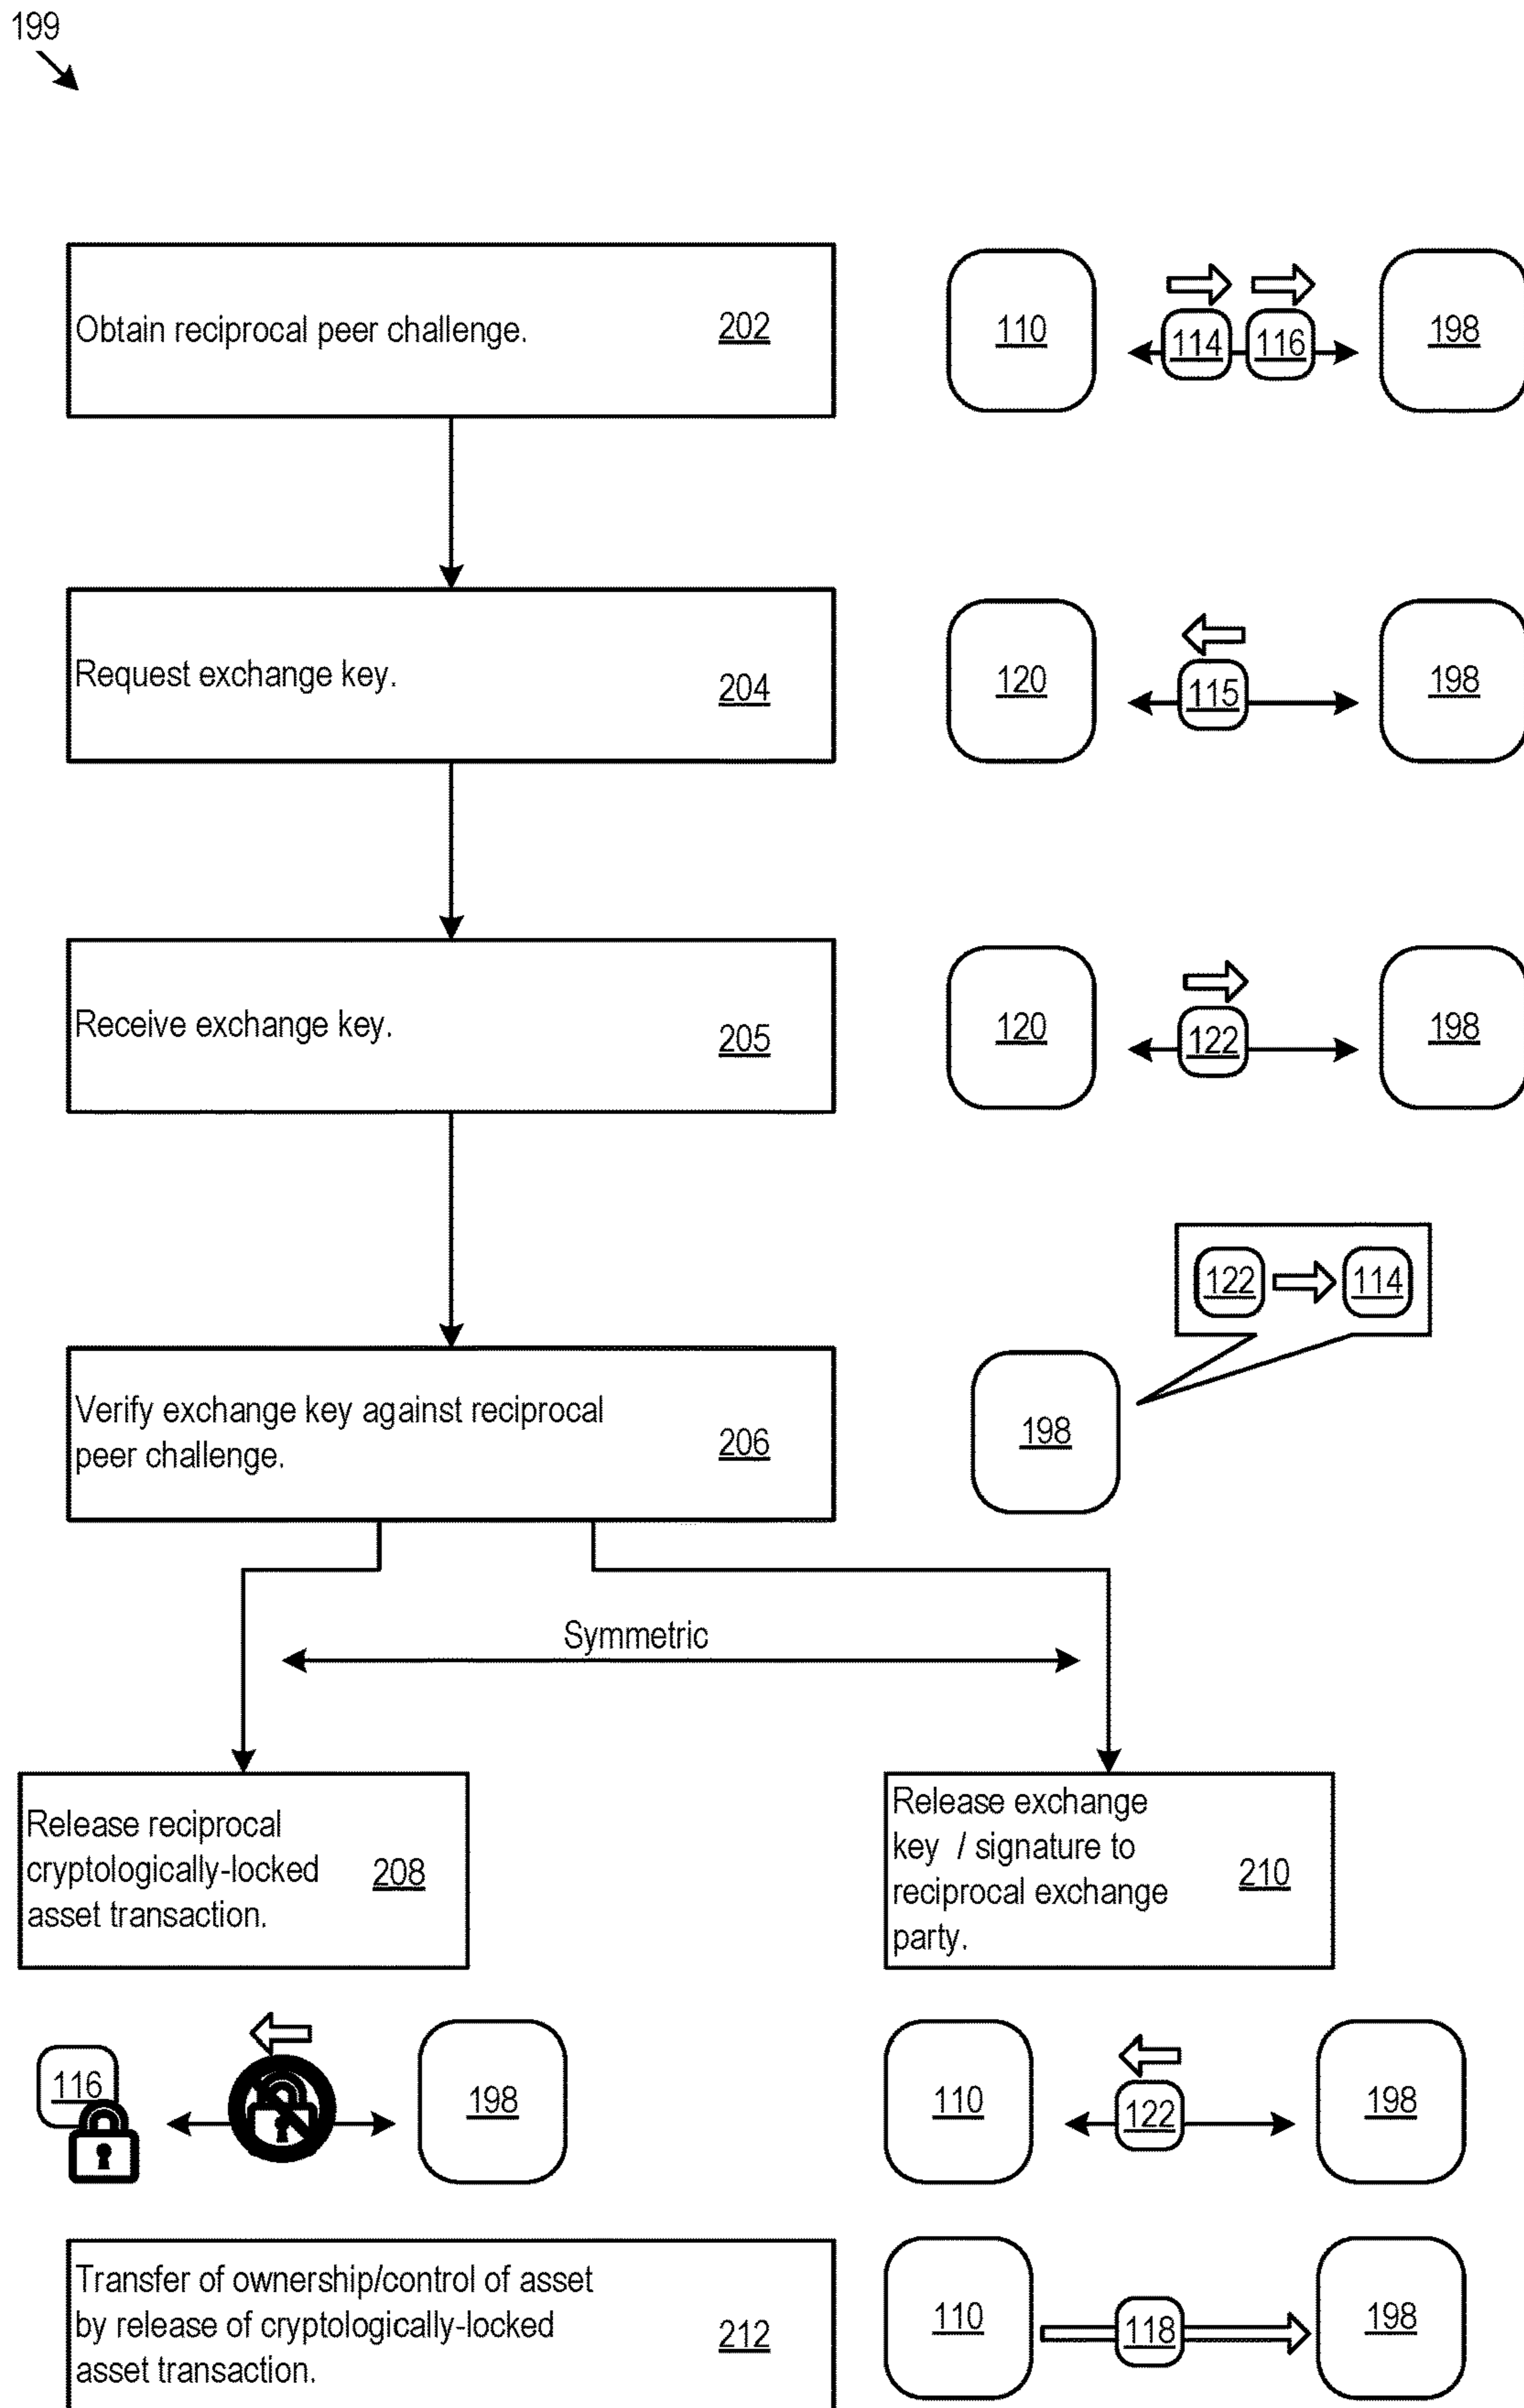 199
Obtain reciprocal peer challenge. 202
110 114 116 198
Request exchange key. 204
120 115 198
Receive exchange key. 205
120 122 198
122 114
Verify exchange key against reciprocal
peer challenge. 206
198
Symmetric
Release reciprocal
cryptologically-locked 208
asset transaction.
Release exchange
key / signature to
reciprocal exchange 210
party.
116 198
110 122 198
Transfer of ownership/control of asset
by release of cryptologically-locked
asset transaction. 212
110 118 198